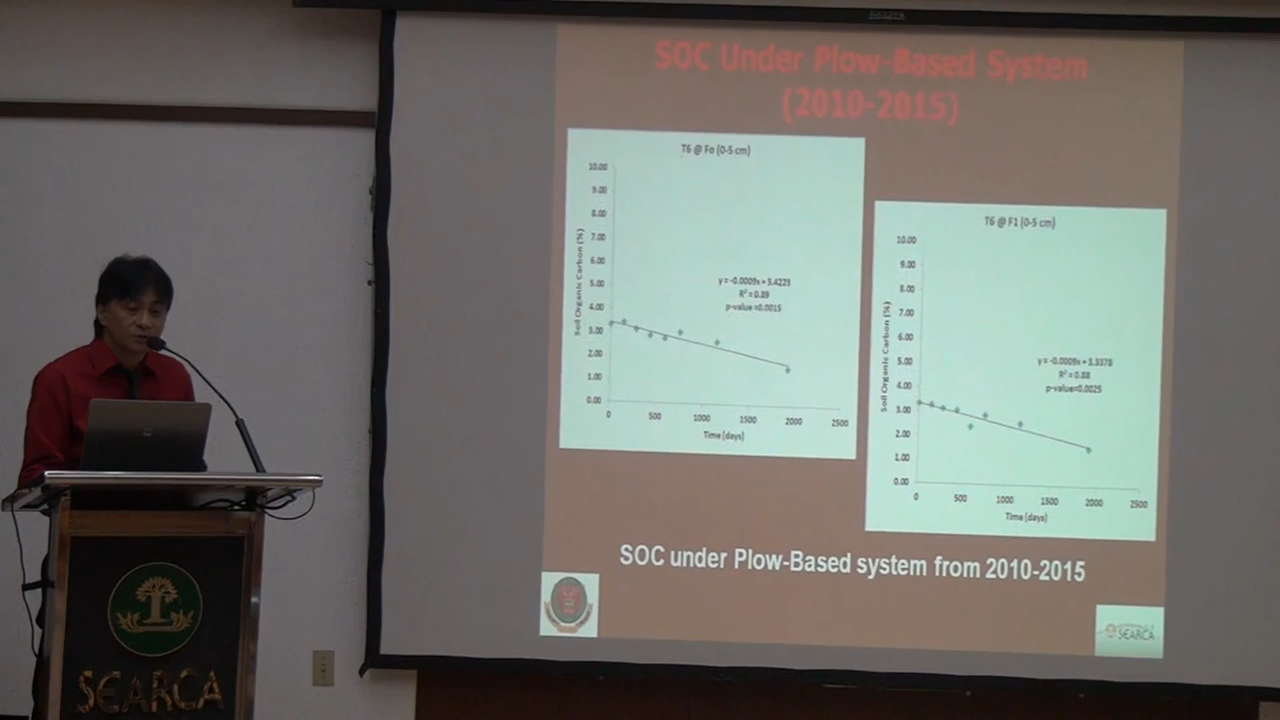 SOC Under Plow-Based System
(2010-2015)
T6 @ Fo (0-5 cm)
10.00
9.00
8.00
7.00
6.00
5.00
4.00
3.00
2.00
1.00
0.00
Soil Organic Carbon (%)
y = -0.0009x + 3.4223
R² = 0.89
p-value =0.0015
0 500 1000 1500 2000 2500
Time (days)
T6 @ F1 (0-5 cm)
10.00
9.00
8.00
7.00
6.00
5.00
4.00
3.00
2.00
1.00
0.00
Soil Organic Carbon (%)
y = -0.0009x + 3.3378
R² = 0.88
p-value=0.0025
0 500 1000 1500 2000 2500
Time (days)
SOC under Plow-Based system from 2010-2015
SEARCA
SEARCA